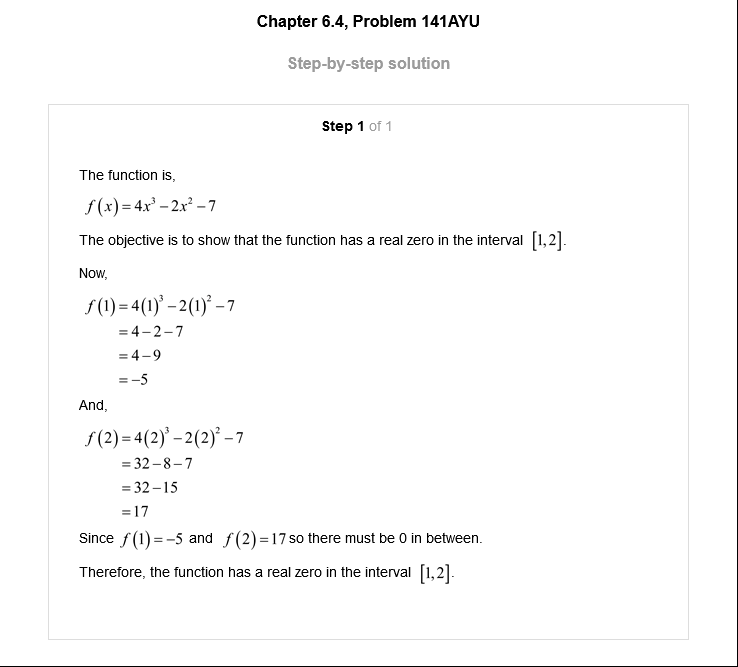 Chapter 6.4, Problem 141AYU
Step-by-step solution
Step 1 of 1
The function is,
f(x) = 4x³ − 2x² − 7
The objective is to show that the function has a real zero in the interval [1,2].
Now,
f(1) = 4(1)³ − 2(1)² − 7
= 4 − 2 − 7
= 4 − 9
= −5
And,
f(2) = 4(2)³ − 2(2)² − 7
= 32 − 8 − 7
= 32 − 15
= 17
Since f(1) = −5 and f(2) = 17 so there must be 0 in between.
Therefore, the function has a real zero in the interval [1,2].